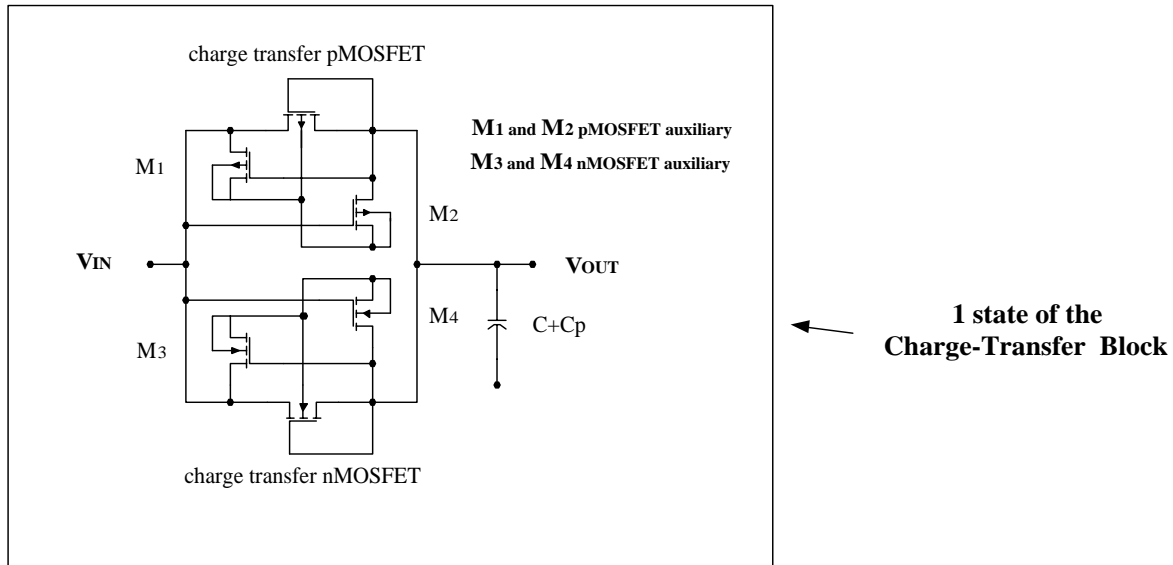 charge transfer pMOSFET
M1 and M2 pMOSFET auxiliary
M3 and M4 nMOSFET auxiliary
M1
M2
VIN
VOUT
M4
C+Cp
M3
1 state of the
Charge-Transfer Block
charge transfer nMOSFET